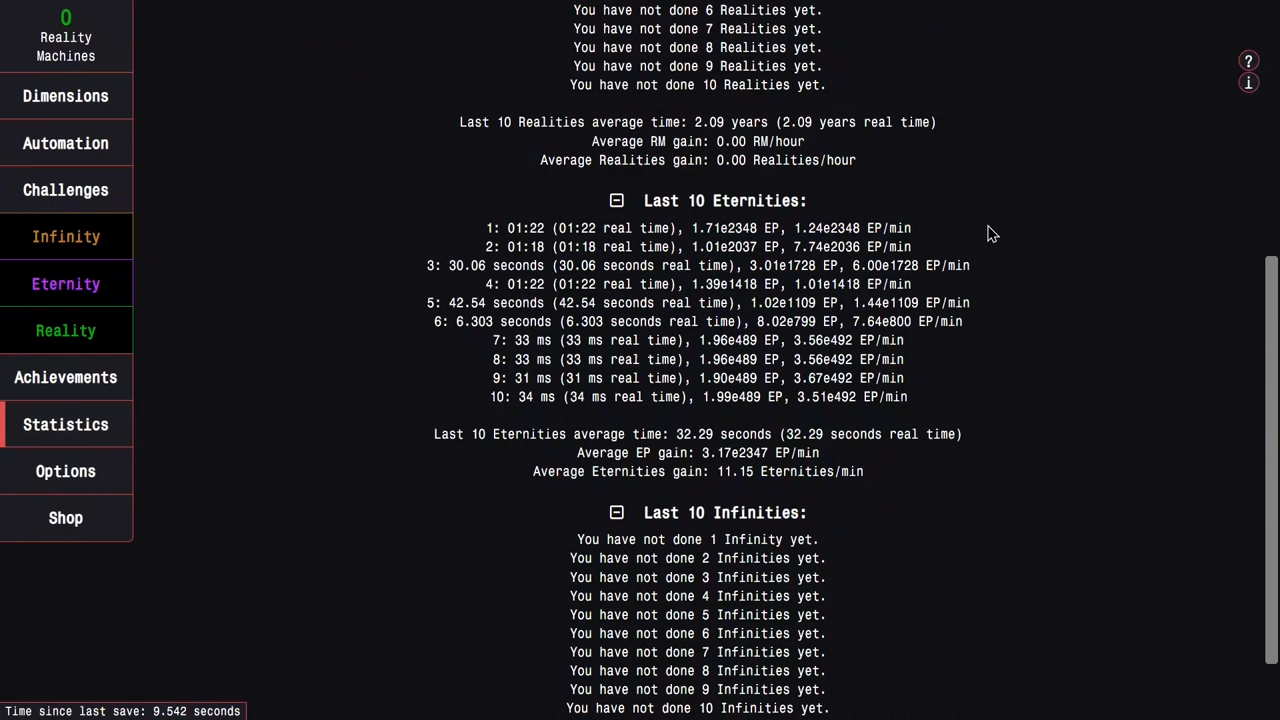 0
Reality
Machines
Dimensions
Automation
Challenges
Infinity
Eternity
Reality
Achievements
Statistics
Options
Shop
Time since last save: 9.542 seconds
You have not done 6 Realities yet.
You have not done 7 Realities yet.
You have not done 8 Realities yet.
You have not done 9 Realities yet.
You have not done 10 Realities yet.
Last 10 Realities average time: 2.09 years (2.09 years real time)
Average RM gain: 0.00 RM/hour
Average Realities gain: 0.00 Realities/hour
Last 10 Eternities:
1: 01:22 (01:22 real time), 1.71e2348 EP, 1.24e2348 EP/min
2: 01:18 (01:18 real time), 1.01e2037 EP, 7.74e2036 EP/min
3: 30.06 seconds (30.06 seconds real time), 3.01e1728 EP, 6.00e1728 EP/min
4: 01:22 (01:22 real time), 1.39e1418 EP, 1.01e1418 EP/min
5: 42.54 seconds (42.54 seconds real time), 1.02e1109 EP, 1.44e1109 EP/min
6: 6.303 seconds (6.303 seconds real time), 8.02e799 EP, 7.64e800 EP/min
7: 33 ms (33 ms real time), 1.96e489 EP, 3.56e492 EP/min
8: 33 ms (33 ms real time), 1.96e489 EP, 3.56e492 EP/min
9: 31 ms (31 ms real time), 1.90e489 EP, 3.67e492 EP/min
10: 34 ms (34 ms real time), 1.99e489 EP, 3.51e492 EP/min
Last 10 Eternities average time: 32.29 seconds (32.29 seconds real time)
Average EP gain: 3.17e2347 EP/min
Average Eternities gain: 11.15 Eternities/min
Last 10 Infinities:
You have not done 1 Infinity yet.
You have not done 2 Infinities yet.
You have not done 3 Infinities yet.
You have not done 4 Infinities yet.
You have not done 5 Infinities yet.
You have not done 6 Infinities yet.
You have not done 7 Infinities yet.
You have not done 8 Infinities yet.
You have not done 9 Infinities yet.
You have not done 10 Infinities yet.
?
i